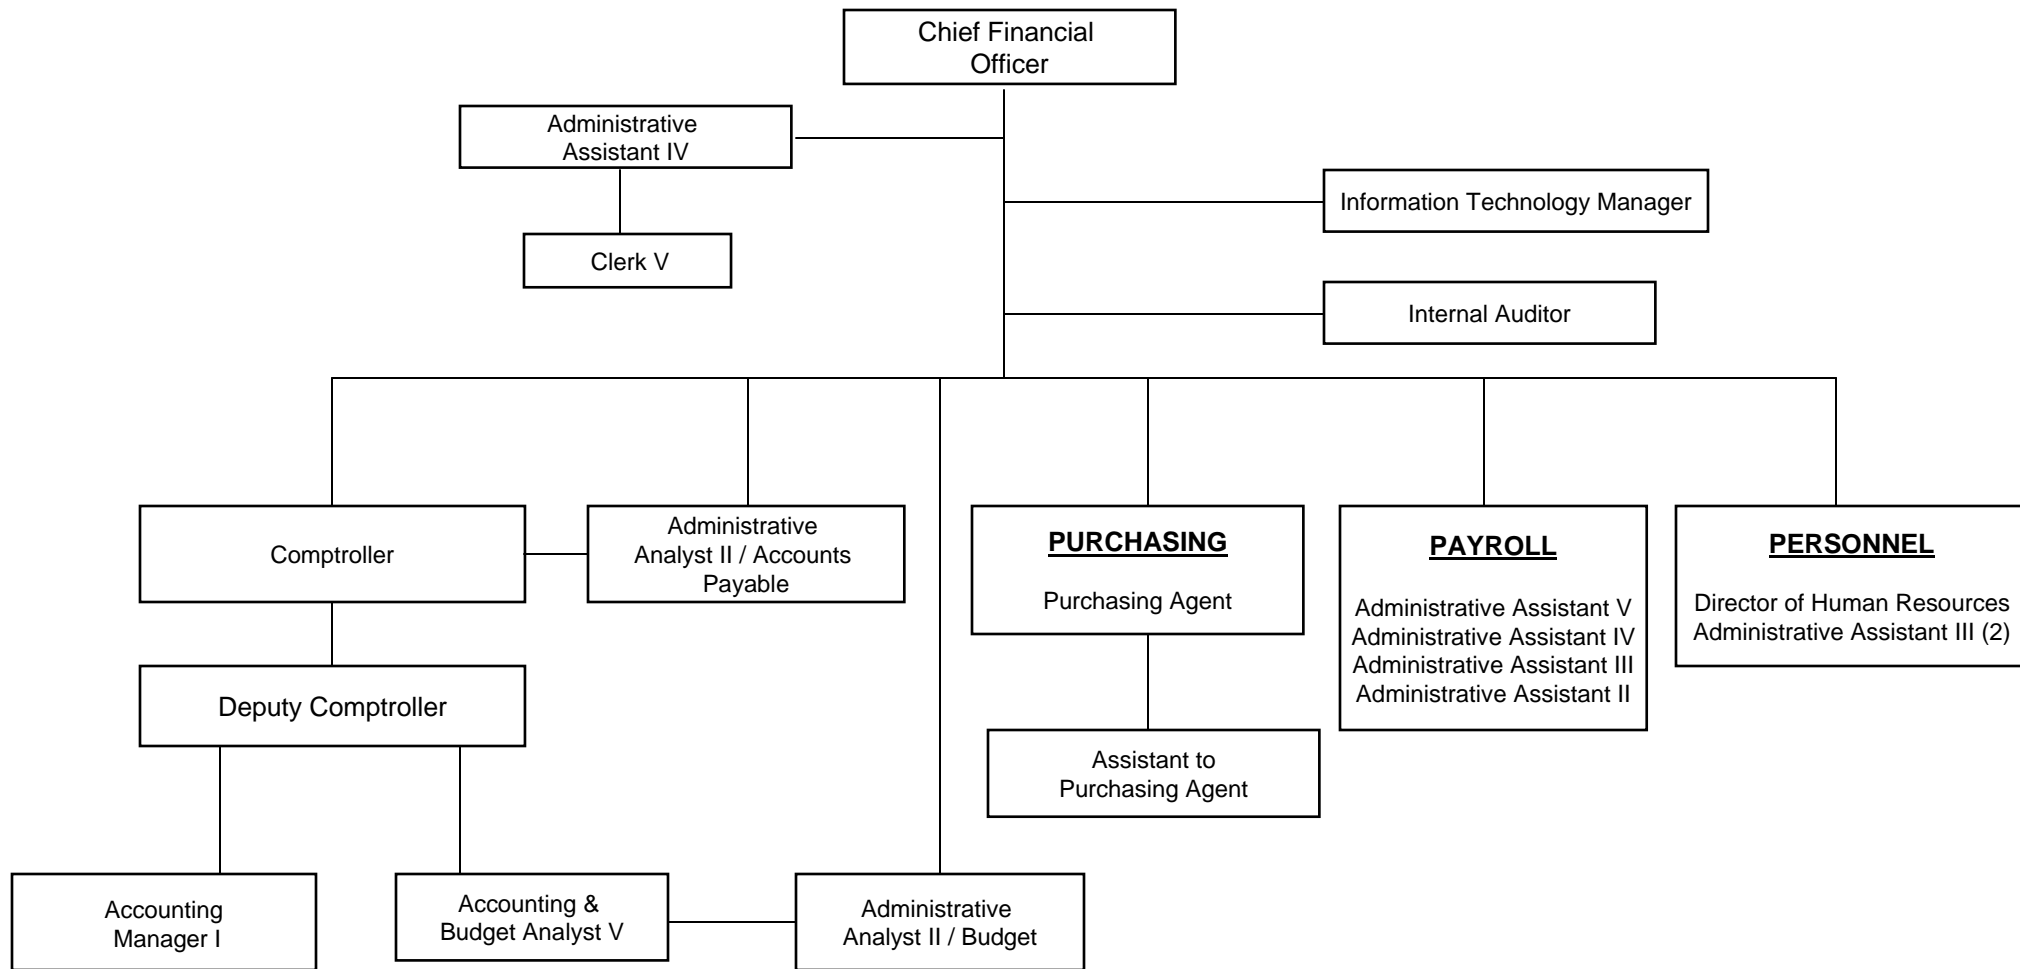 Chief Financial
Officer
Administrative
Assistant IV
Information Technology Manager
Clerk V
Internal Auditor
Comptroller
Administrative
Analyst II / Accounts
Payable
PURCHASING
Purchasing Agent
PAYROLL
Administrative Assistant V
Administrative Assistant IV
Administrative Assistant III
Administrative Assistant II
PERSONNEL
Director of Human Resources
Administrative Assistant III (2)
Deputy Comptroller
Assistant to
Purchasing Agent
Accounting
Manager I
Accounting &
Budget Analyst V
Administrative
Analyst II / Budget